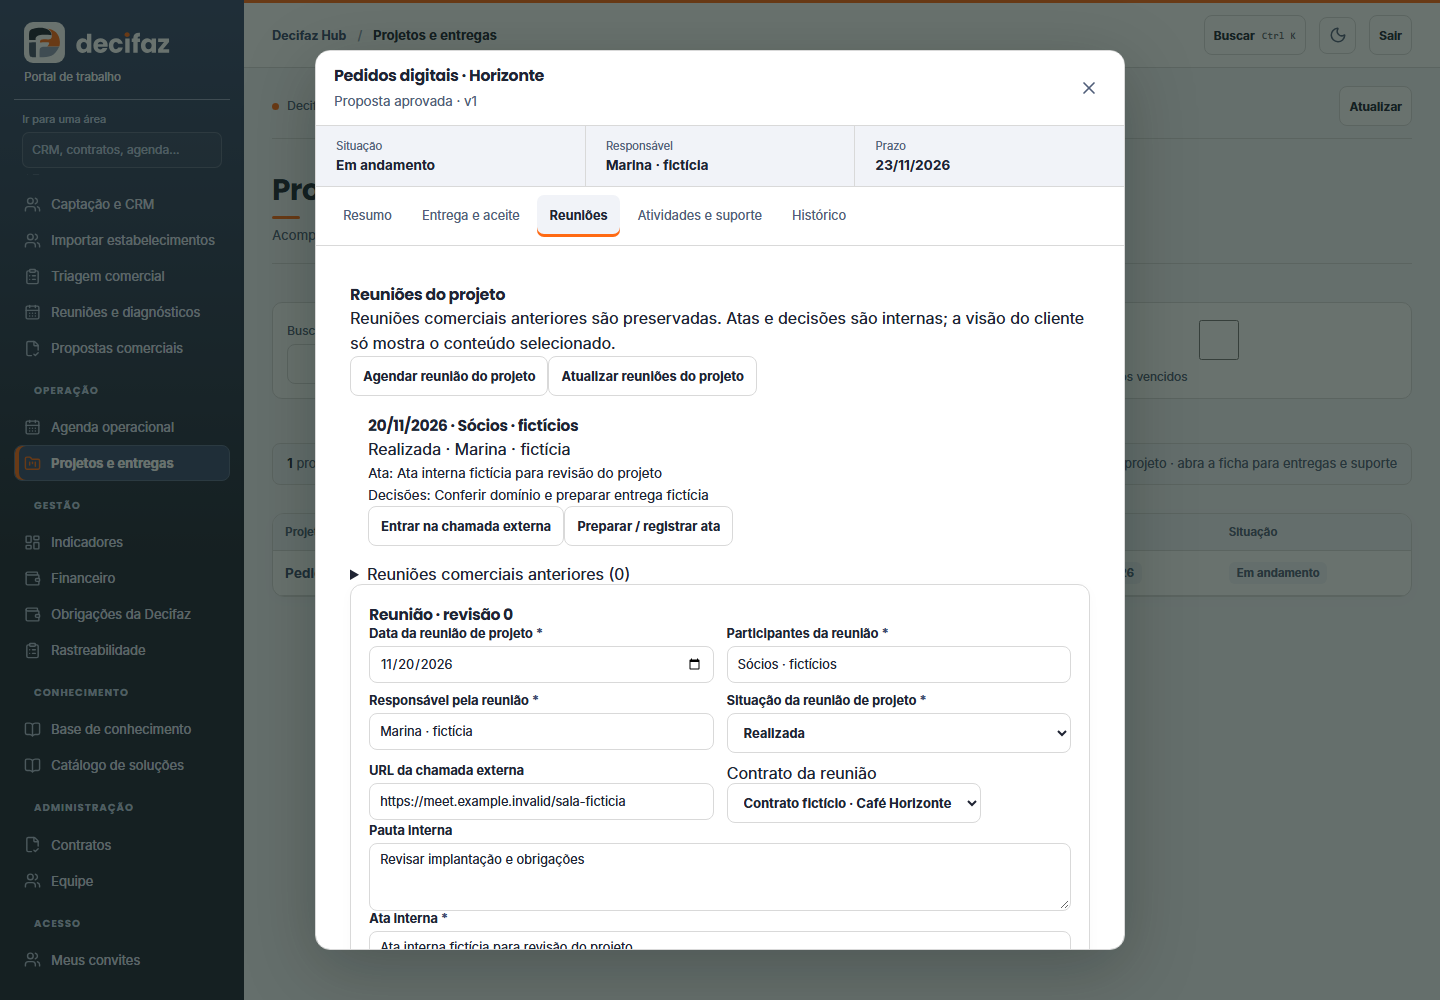 decifaz
Portal de trabalho
Ir para uma área
CRM, contratos, agenda...
Captação e CRM
Importar estabelecimentos
Triagem comercial
Reuniões e diagnósticos
Propostas comerciais
OPERAÇÃO
Agenda operacional
Projetos e entregas
GESTÃO
Indicadores
Financeiro
Obrigações da Decifaz
Rastreabilidade
CONHECIMENTO
Base de conhecimento
Catálogo de soluções
ADMINISTRAÇÃO
Contratos
Equipe
ACESSO
Meus convites
Decifaz Hub / Projetos e entregas
Buscar Ctrl K
Sair
Decif
Atualizar
Pro
Acomp
Busc
os vencidos
1 pro
projeto · abra a ficha para entregas e suporte
Proje
Situação
Pedi
26
Em andamento
Pedidos digitais · Horizonte
Proposta aprovada · v1
Situação
Em andamento
Responsável
Marina · fictícia
Prazo
23/11/2026
Resumo
Entrega e aceite
Reuniões
Atividades e suporte
Histórico
Reuniões do projeto
Reuniões comerciais anteriores são preservadas. Atas e decisões são internas; a visão do cliente
só mostra o conteúdo selecionado.
Agendar reunião do projeto
Atualizar reuniões do projeto
20/11/2026 · Sócios · fictícios
Realizada · Marina · fictícia
Ata: Ata interna fictícia para revisão do projeto
Decisões: Conferir domínio e preparar entrega fictícia
Entrar na chamada externa
Preparar / registrar ata
Reuniões comerciais anteriores (0)
Reunião · revisão 0
Data da reunião de projeto *
11/20/2026
Participantes da reunião *
Sócios · fictícios
Responsável pela reunião *
Marina · fictícia
Situação da reunião de projeto *
Realizada
URL da chamada externa
https://meet.example.invalid/sala-ficticia
Contrato da reunião
Contrato fictício · Café Horizonte
Pauta interna
Revisar implantação e obrigações
Ata interna *
Ata interna fictícia para revisão do projeto